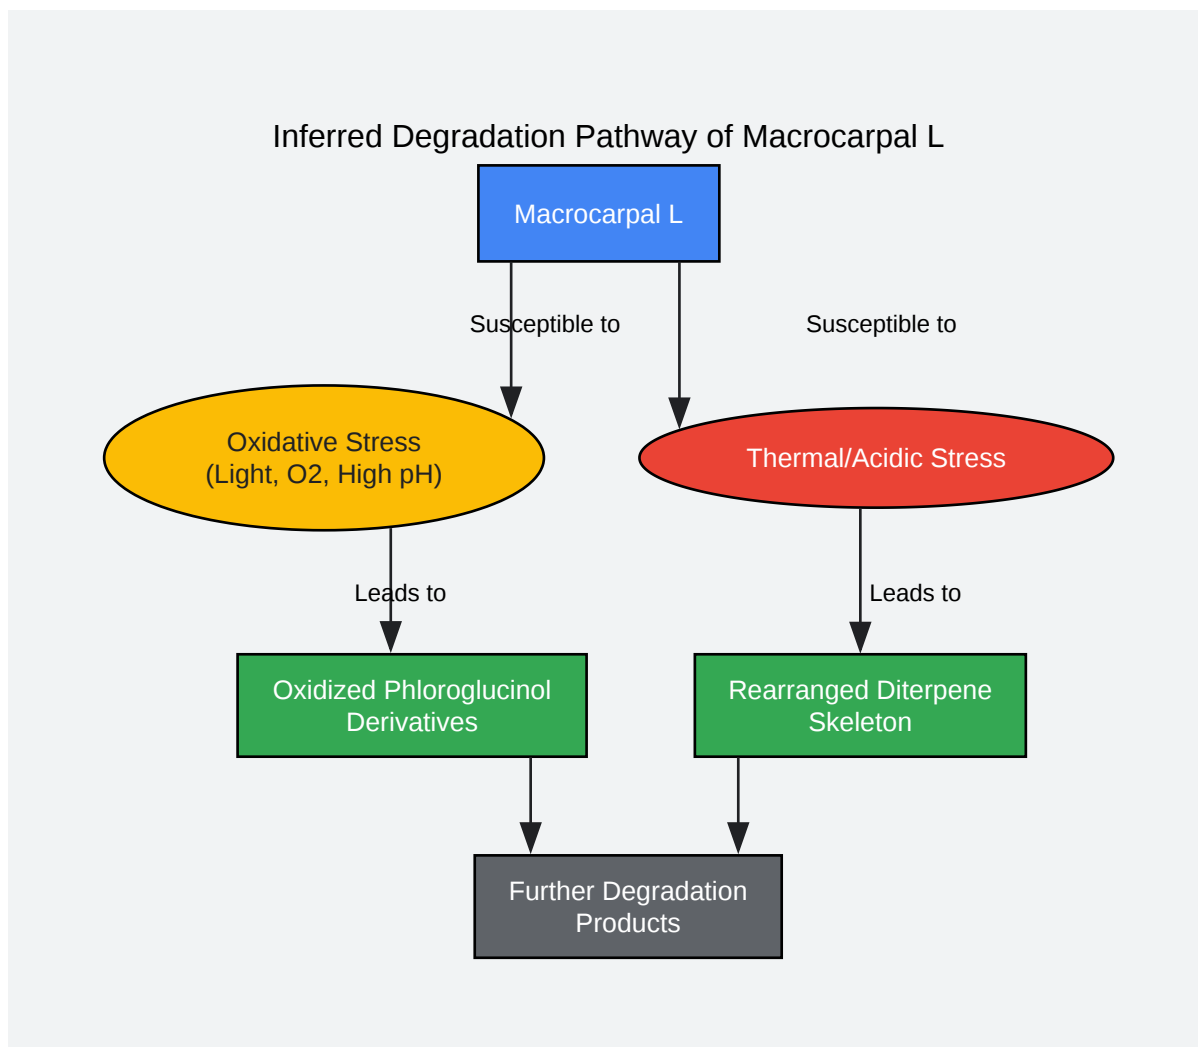 Inferred Degradation Pathway of Macrocarpal L
Macrocarpal L
Susceptible to
Susceptible to
Oxidative Stress
(Light, O2, High pH)
Thermal/Acidic Stress
Leads to
Leads to
Oxidized Phloroglucinol
Derivatives
Rearranged Diterpene
Skeleton
Further Degradation
Products